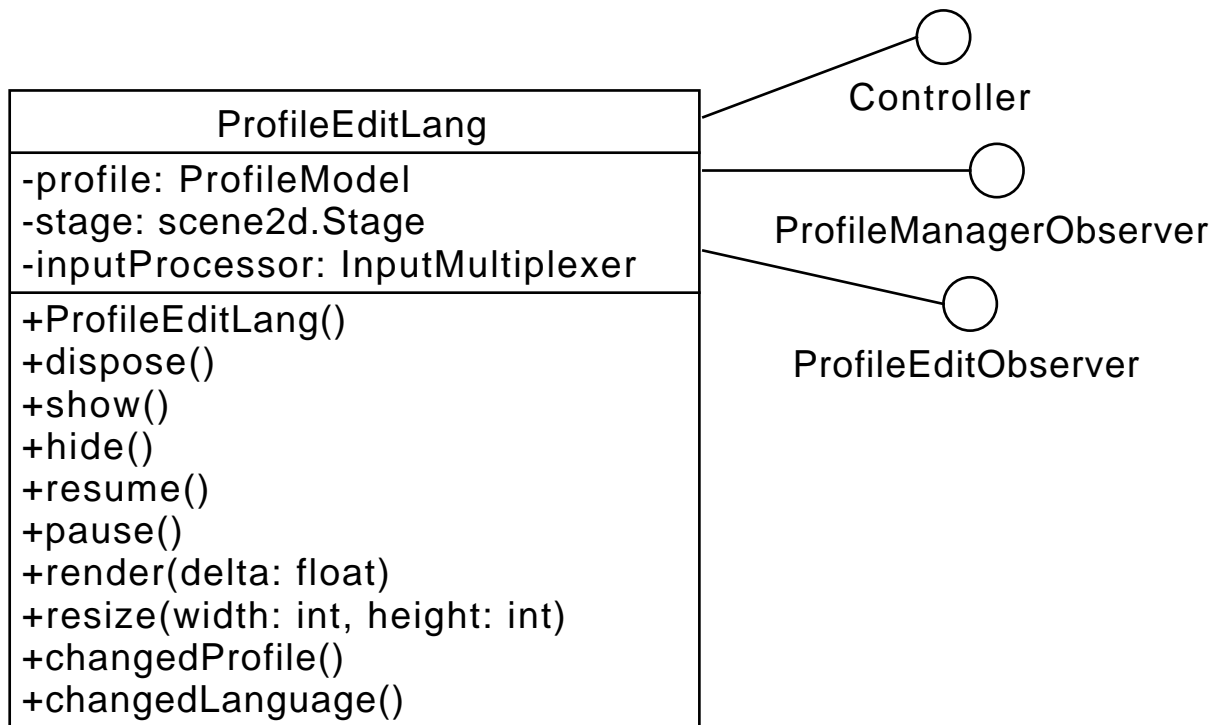 ProfileEditLang
-profile: ProfileModel
-stage: scene2d.Stage
-inputProcessor: InputMultiplexer
+ProfileEditLang()
+dispose()
+show()
+hide()
+resume()
+pause()
+render(delta: float)
+resize(width: int, height: int)
+changedProfile()
+changedLanguage()
Controller
ProfileManagerObserver
ProfileEditObserver